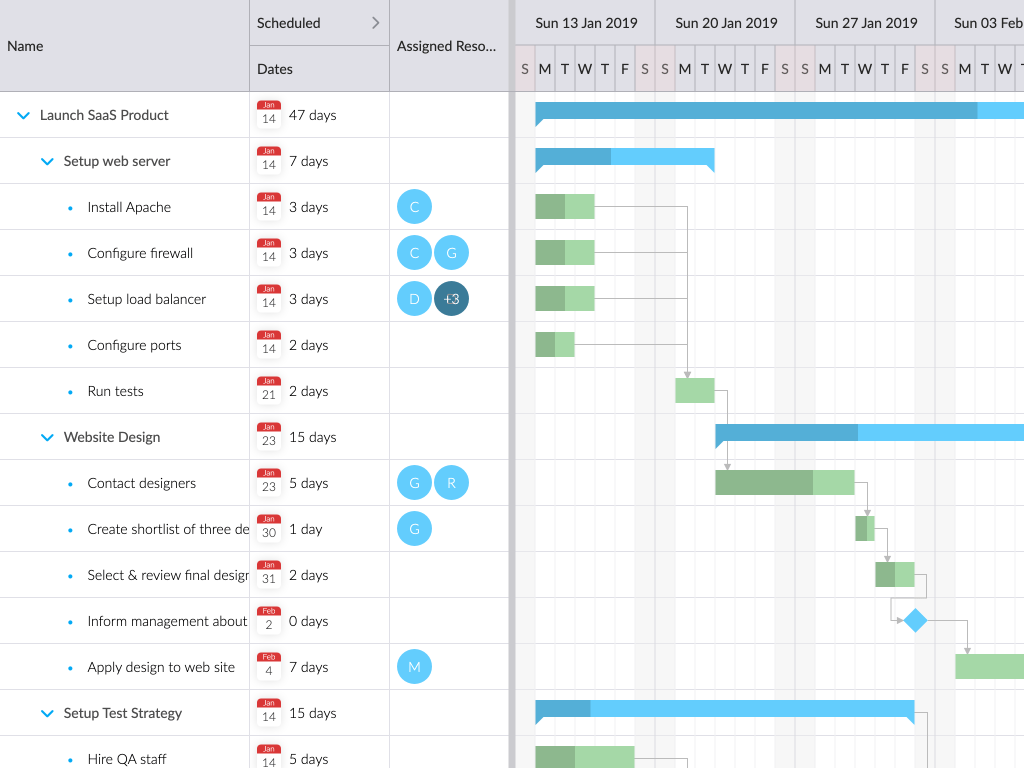 Name
Scheduled
Dates
Assigned Reso...
Sun 13 Jan 2019 Sun 20 Jan 2019 Sun 27 Jan 2019 Sun 03 Feb
S M T W T F S S M T W T F S S M T W T F S S M T W T
Launch SaaS Product Jan 14 47 days
Setup web server Jan 14 7 days
Install Apache Jan 14 3 days C
Configure firewall Jan 14 3 days C G
Setup load balancer Jan 14 3 days D +3
Configure ports Jan 14 2 days
Run tests Jan 21 2 days
Website Design Jan 23 15 days
Contact designers Jan 23 5 days G R
Create shortlist of three de Jan 30 1 day G
Select & review final desigr Jan 31 2 days
Inform management about Feb 2 0 days
Apply design to web site Feb 4 7 days M
Setup Test Strategy Jan 14 15 days
Hire QA staff Jan 14 5 days